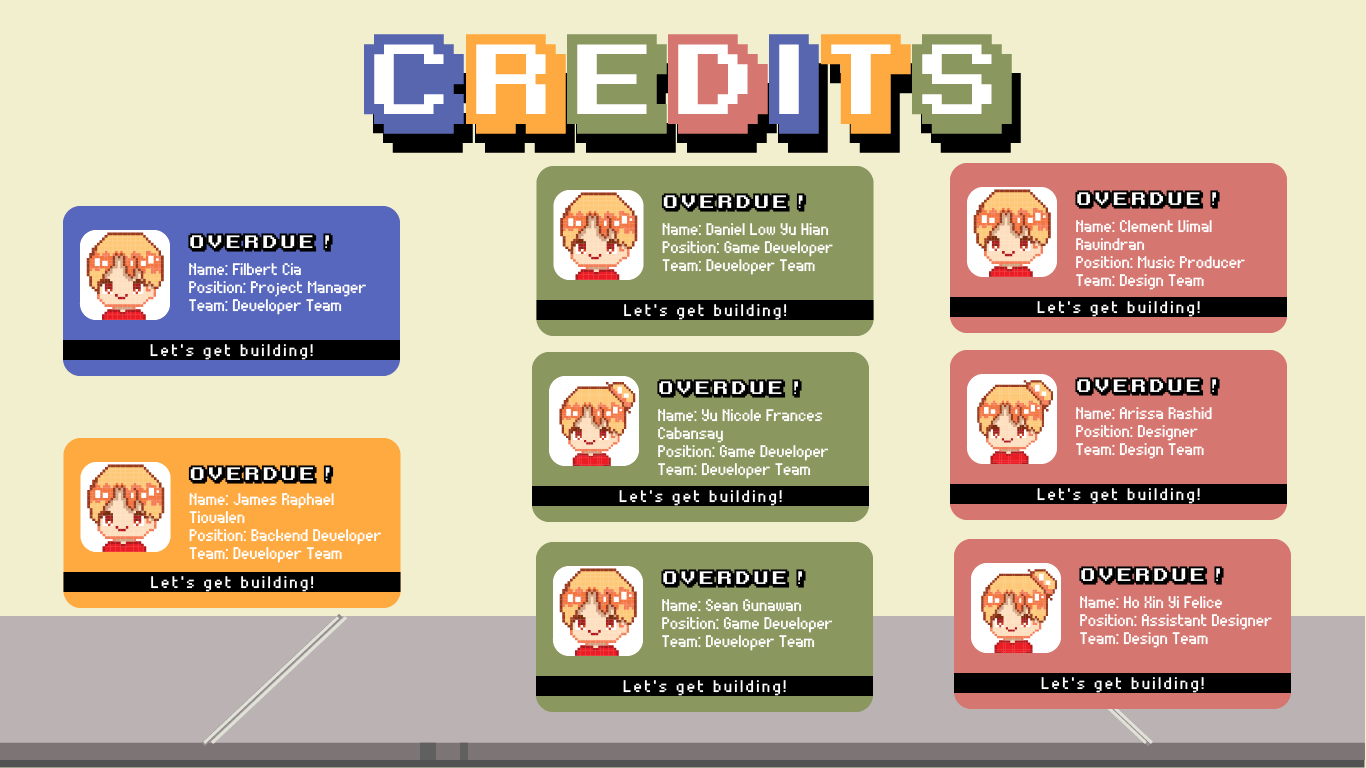 CREDITS
OVERDUE !
Name: Filbert Cia
Position: Project Manager
Team: Developer Team
Let's get building!
OVERDUE !
Name: James Raphael
Tiovalen
Position: Backend Developer
Team: Developer Team
Let's get building!
OVERDUE !
Name: Daniel Low Yu Hian
Position: Game Developer
Team: Developer Team
Let's get building!
OVERDUE !
Name: Yu Nicole Frances
Cabansay
Position: Game Developer
Team: Developer Team
Let's get building!
OVERDUE !
Name: Sean Gunawan
Position: Game Developer
Team: Developer Team
Let's get building!
OVERDUE !
Name: Clement Vimal
Ravindran
Position: Music Producer
Team: Design Team
Let's get building!
OVERDUE !
Name: Arissa Rashid
Position: Designer
Team: Design Team
Let's get building!
OVERDUE !
Name: Ho Xin Yi Felice
Position: Assistant Designer
Team: Design Team
Let's get building!